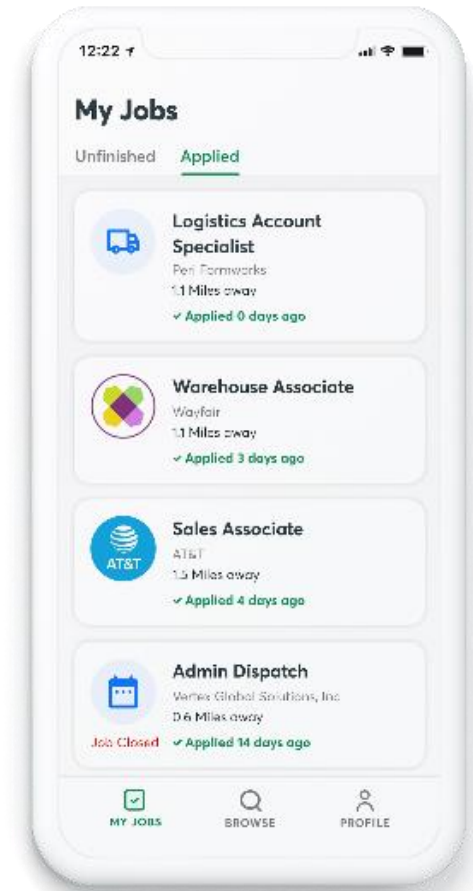 12:22
My Jobs
Unfinished Applied
Logistics Account
Specialist
Peri Formworks
1.1 Miles away
✓ Applied 0 days ago
Warehouse Associate
Wayfair
1.1 Miles away
✓ Applied 3 days ago
AT&T
Sales Associate
AT&T
1.5 Miles away
✓ Applied 4 days ago
Admin Dispatch
Vertex Global Solutions, Inc
0.6 Miles away
Job Closed ✓ Applied 14 days ago
MY JOBS BROWSE PROFILE